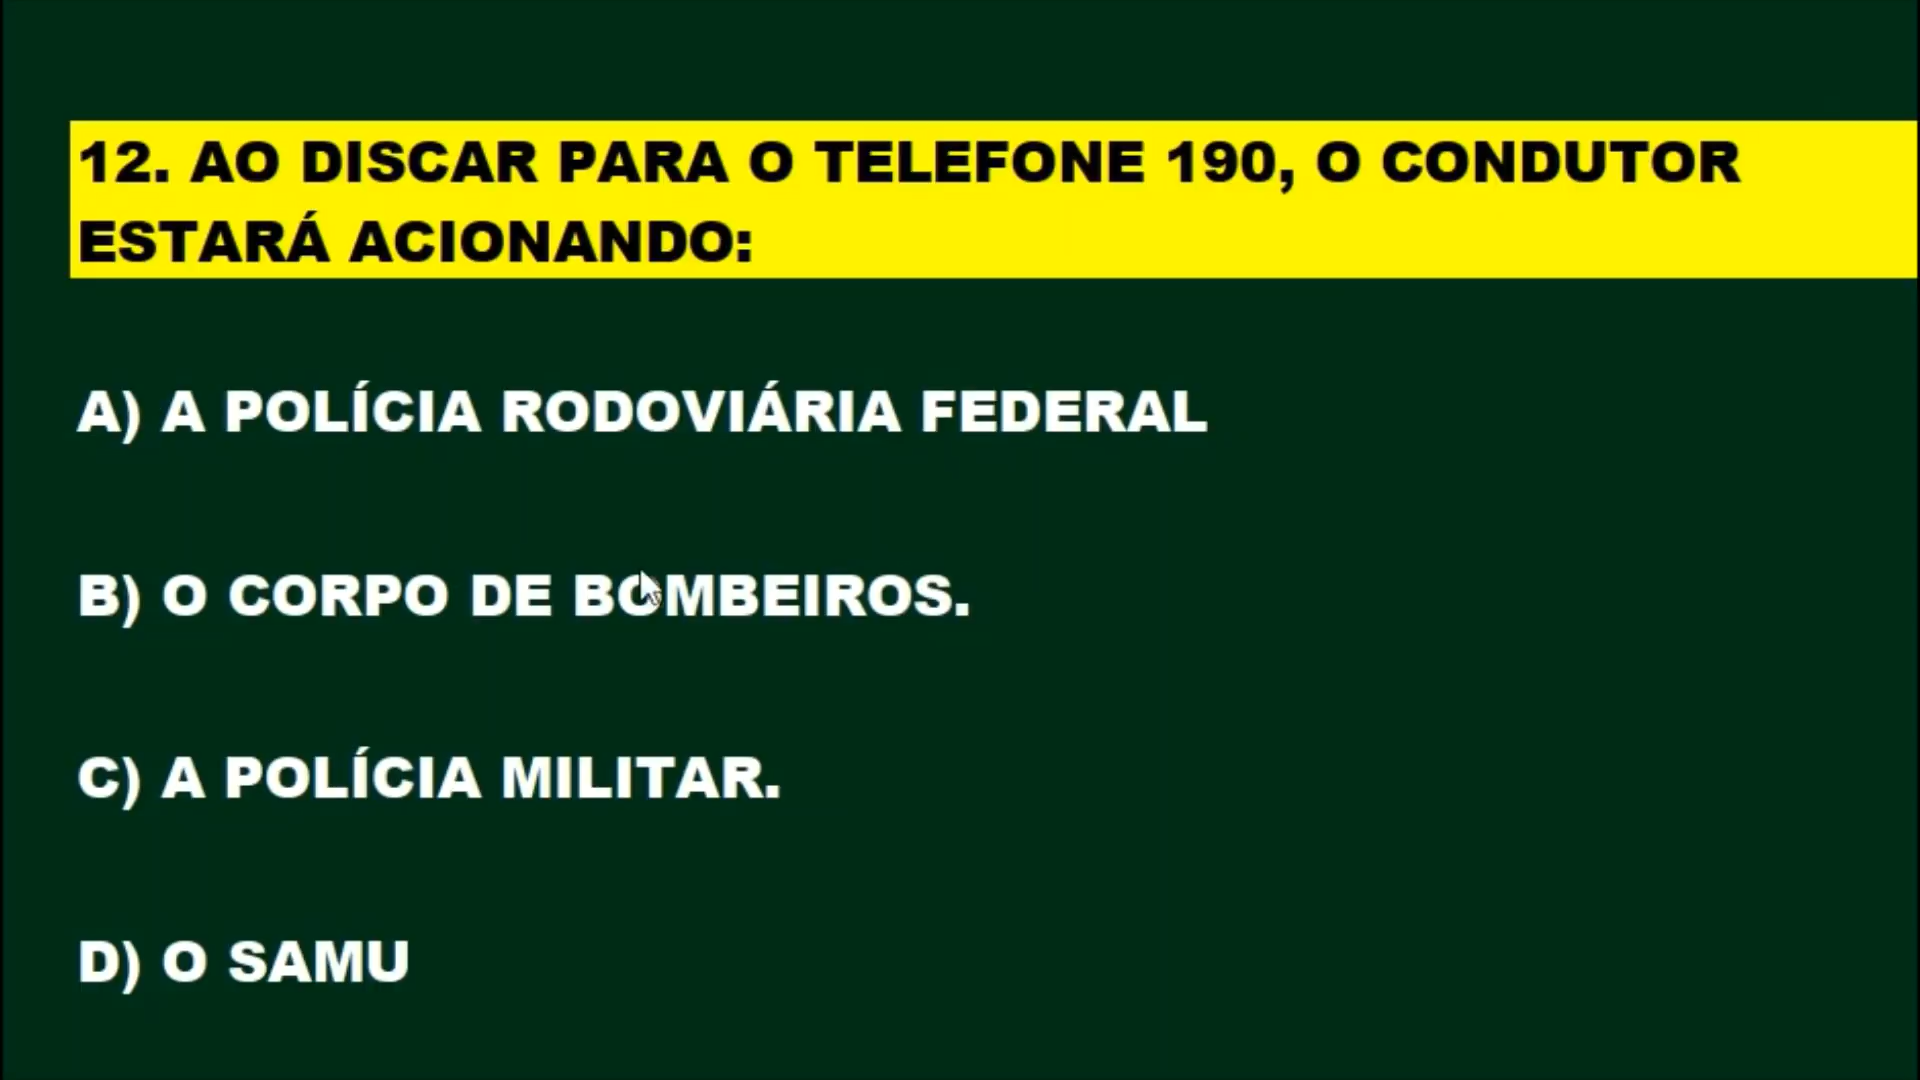 12. AO DISCAR PARA O TELEFONE 190, O CONDUTOR
ESTARÁ ACIONANDO:
A) A POLÍCIA RODOVIÁRIA FEDERAL
B) O CORPO DE BOMBEIROS.
C) A POLÍCIA MILITAR.
D) O SAMU